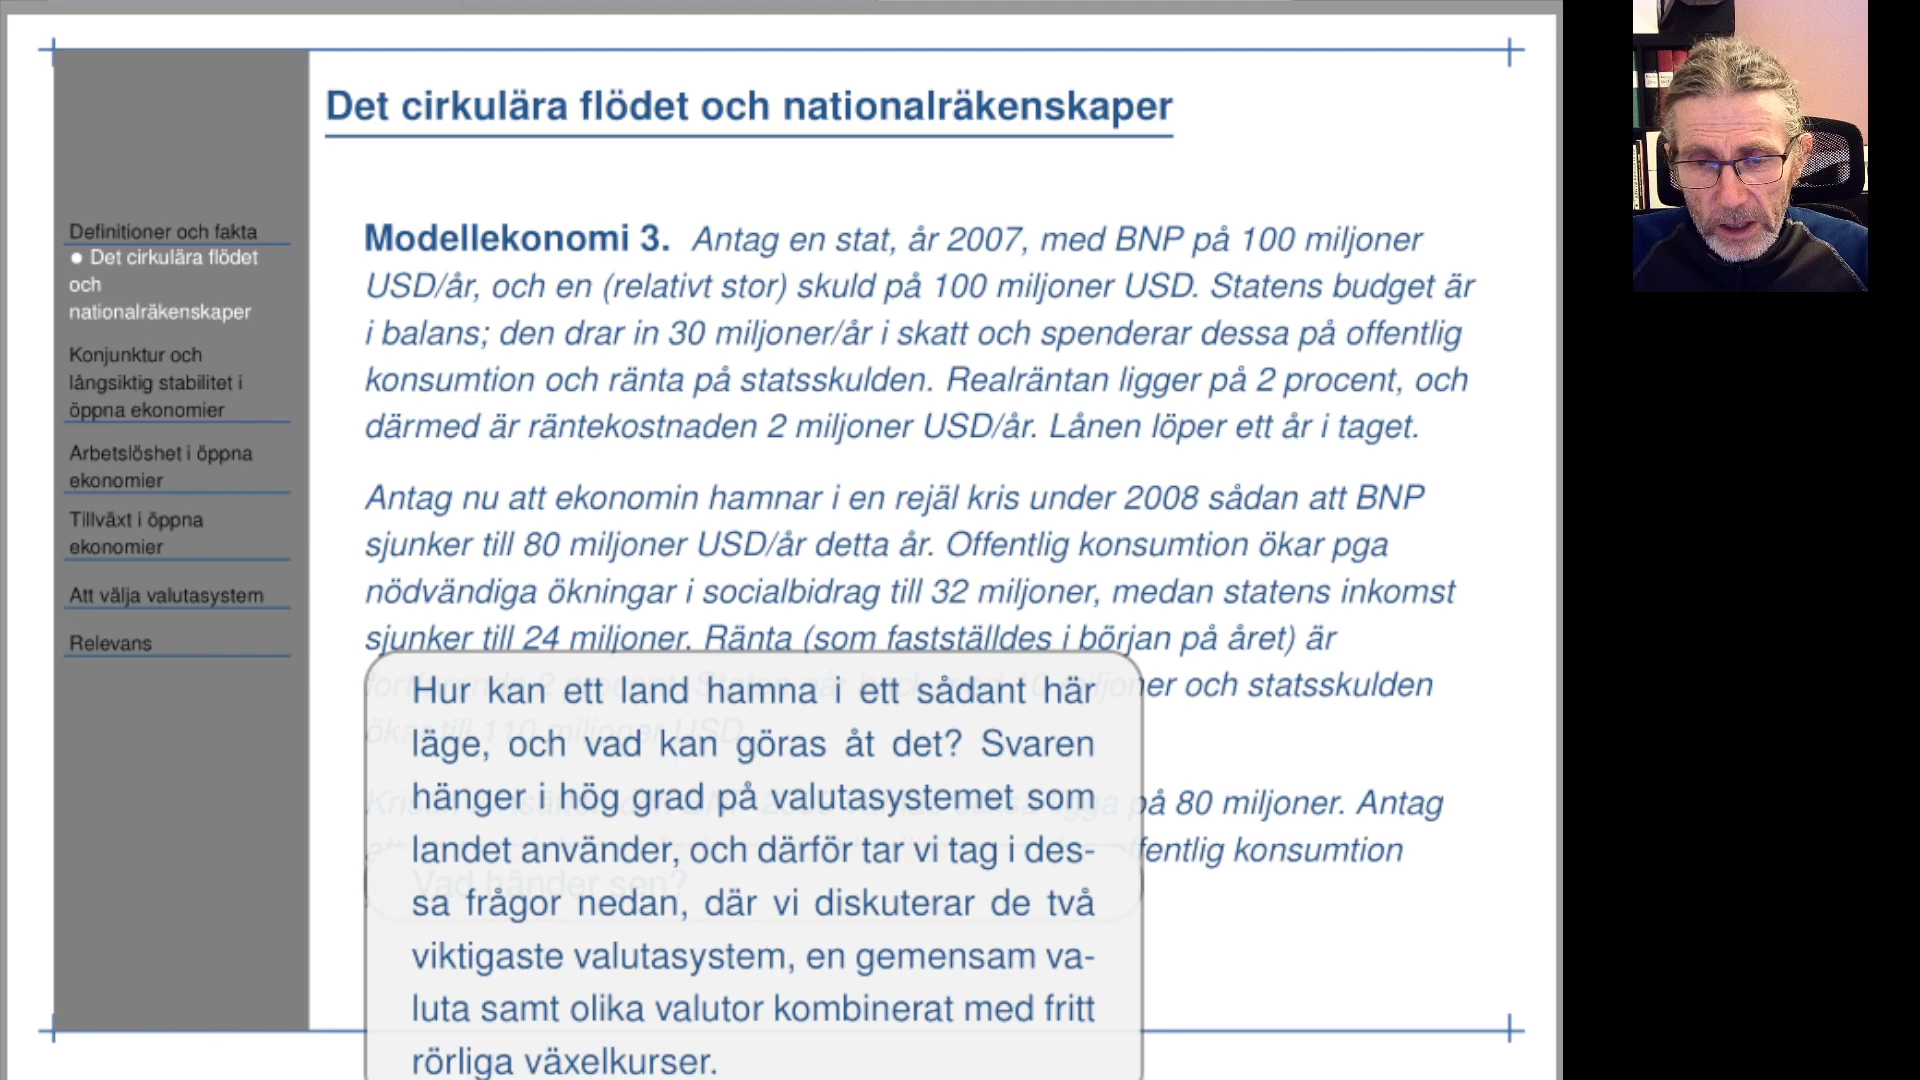 Det cirkulära flödet och nationalräkenskaper
Definitioner och fakta
● Det cirkulära flödet
och
nationalräkenskaper
Konjunktur och
långsiktig stabilitet i
öppna ekonomier
Arbetslöshet i öppna
ekonomier
Tillväxt i öppna
ekonomier
Att välja valutasystem
Relevans
Modellekonomi 3. Antag en stat, år 2007, med BNP på 100 miljoner
USD/år, och en (relativt stor) skuld på 100 miljoner USD. Statens budget är
i balans; den drar in 30 miljoner/år i skatt och spenderar dessa på offentlig
konsumtion och ränta på statsskulden. Realräntan ligger på 2 procent, och
därmed är räntekostnaden 2 miljoner USD/år. Lånen löper ett år i taget.
Antag nu att ekonomin hamnar i en rejäl kris under 2008 sådan att BNP
sjunker till 80 miljoner USD/år detta år. Offentlig konsumtion ökar pga
nödvändiga ökningar i socialbidrag till 32 miljoner, medan statens inkomst
sjunker till 24 miljoner. Ränta (som fastställdes i början på året) är
och statsskulden
ökar till 110 miljoner USD.
på 80 miljoner. Antag
konsumtion
Vad händer sen?
Hur kan ett land hamna i ett sådant här
läge, och vad kan göras åt det? Svaren
hänger i hög grad på valutasystemet som
landet använder, och därför tar vi tag i des-
sa frågor nedan, där vi diskuterar de två
viktigaste valutasystem, en gemensam va-
luta samt olika valutor kombinerat med fritt
rörliga växelkurser.